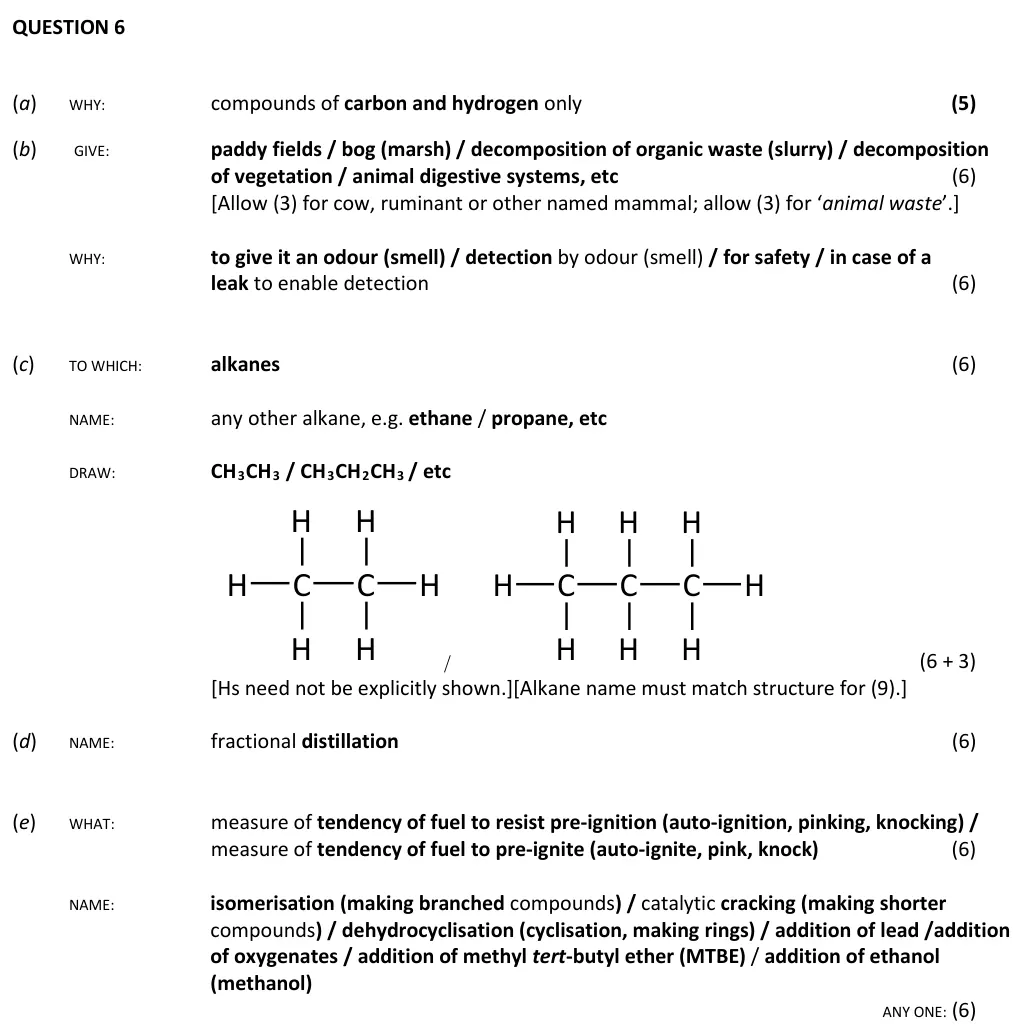 QUESTION 6
(a) WHY: compounds of carbon and hydrogen only (5)
(b) GIVE: paddy fields / bog (marsh) / decomposition of organic waste (slurry) / decomposition
of vegetation / animal digestive systems, etc (6)
[Allow (3) for cow, ruminant or other named mammal; allow (3) for ‘animal waste’.]
WHY: to give it an odour (smell) / detection by odour (smell) / for safety / in case of a
leak to enable detection (6)
(c) TO WHICH: alkanes (6)
NAME: any other alkane, e.g. ethane / propane, etc
DRAW: CH₃CH₃ / CH₃CH₂CH₃ / etc
H H H H H
H C C H H C C C H
H H / H H H (6 + 3)
[Hs need not be explicitly shown.][Alkane name must match structure for (9).]
(d) NAME: fractional distillation (6)
(e) WHAT: measure of tendency of fuel to resist pre-ignition (auto-ignition, pinking, knocking) /
measure of tendency of fuel to pre-ignite (auto-ignite, pink, knock) (6)
NAME: isomerisation (making branched compounds) / catalytic cracking (making shorter
compounds) / dehydrocyclisation (cyclisation, making rings) / addition of lead /addition
of oxygenates / addition of methyl tert-butyl ether (MTBE) / addition of ethanol
(methanol)
ANY ONE: (6)